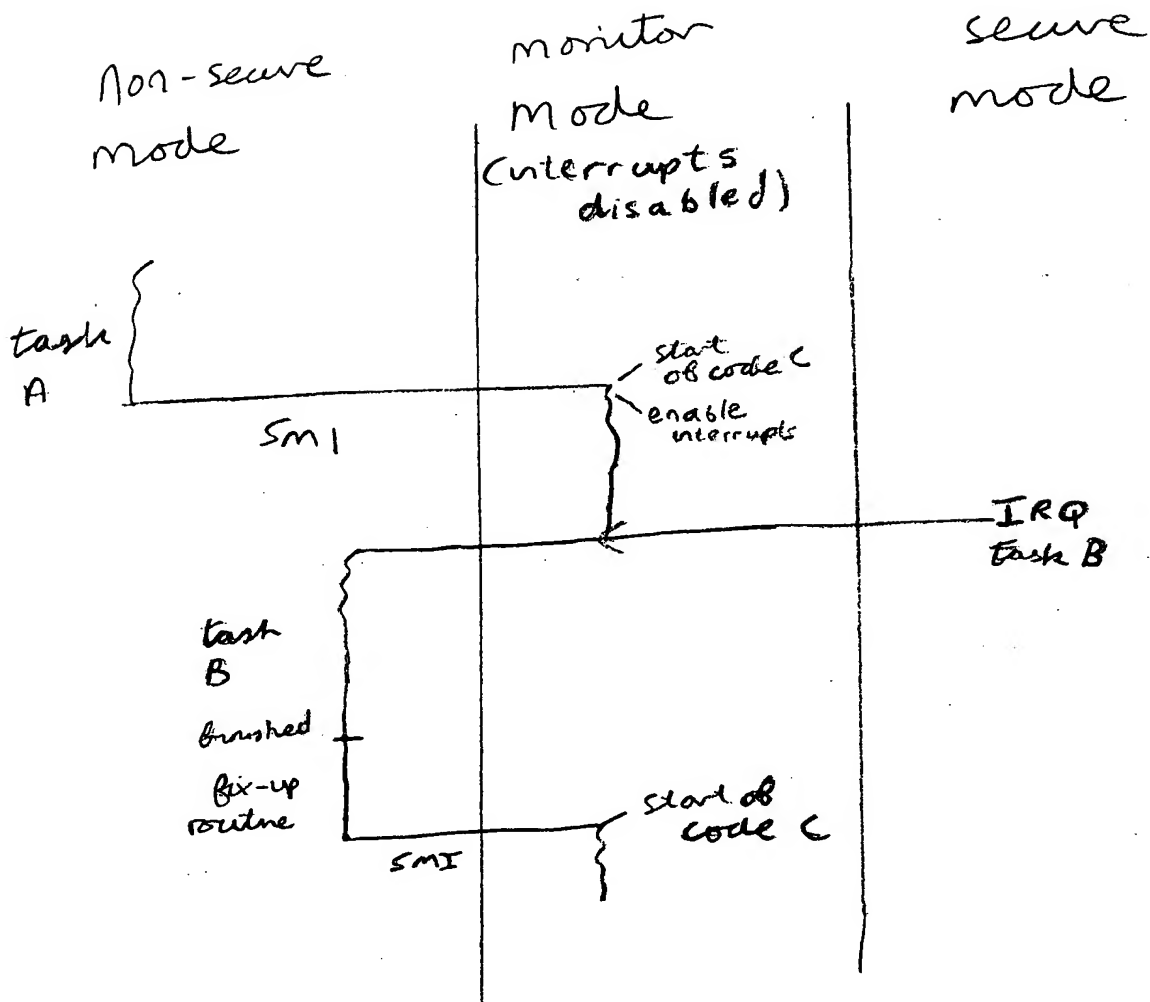 non-secure
mode
monitor
mode
(interrupts
disabled)
secure
mode
task
A
SMI
start
of code C
enable
interrupts
IRQ
task B
task
B
finished
fix-up
routine
SMI
start of
code C